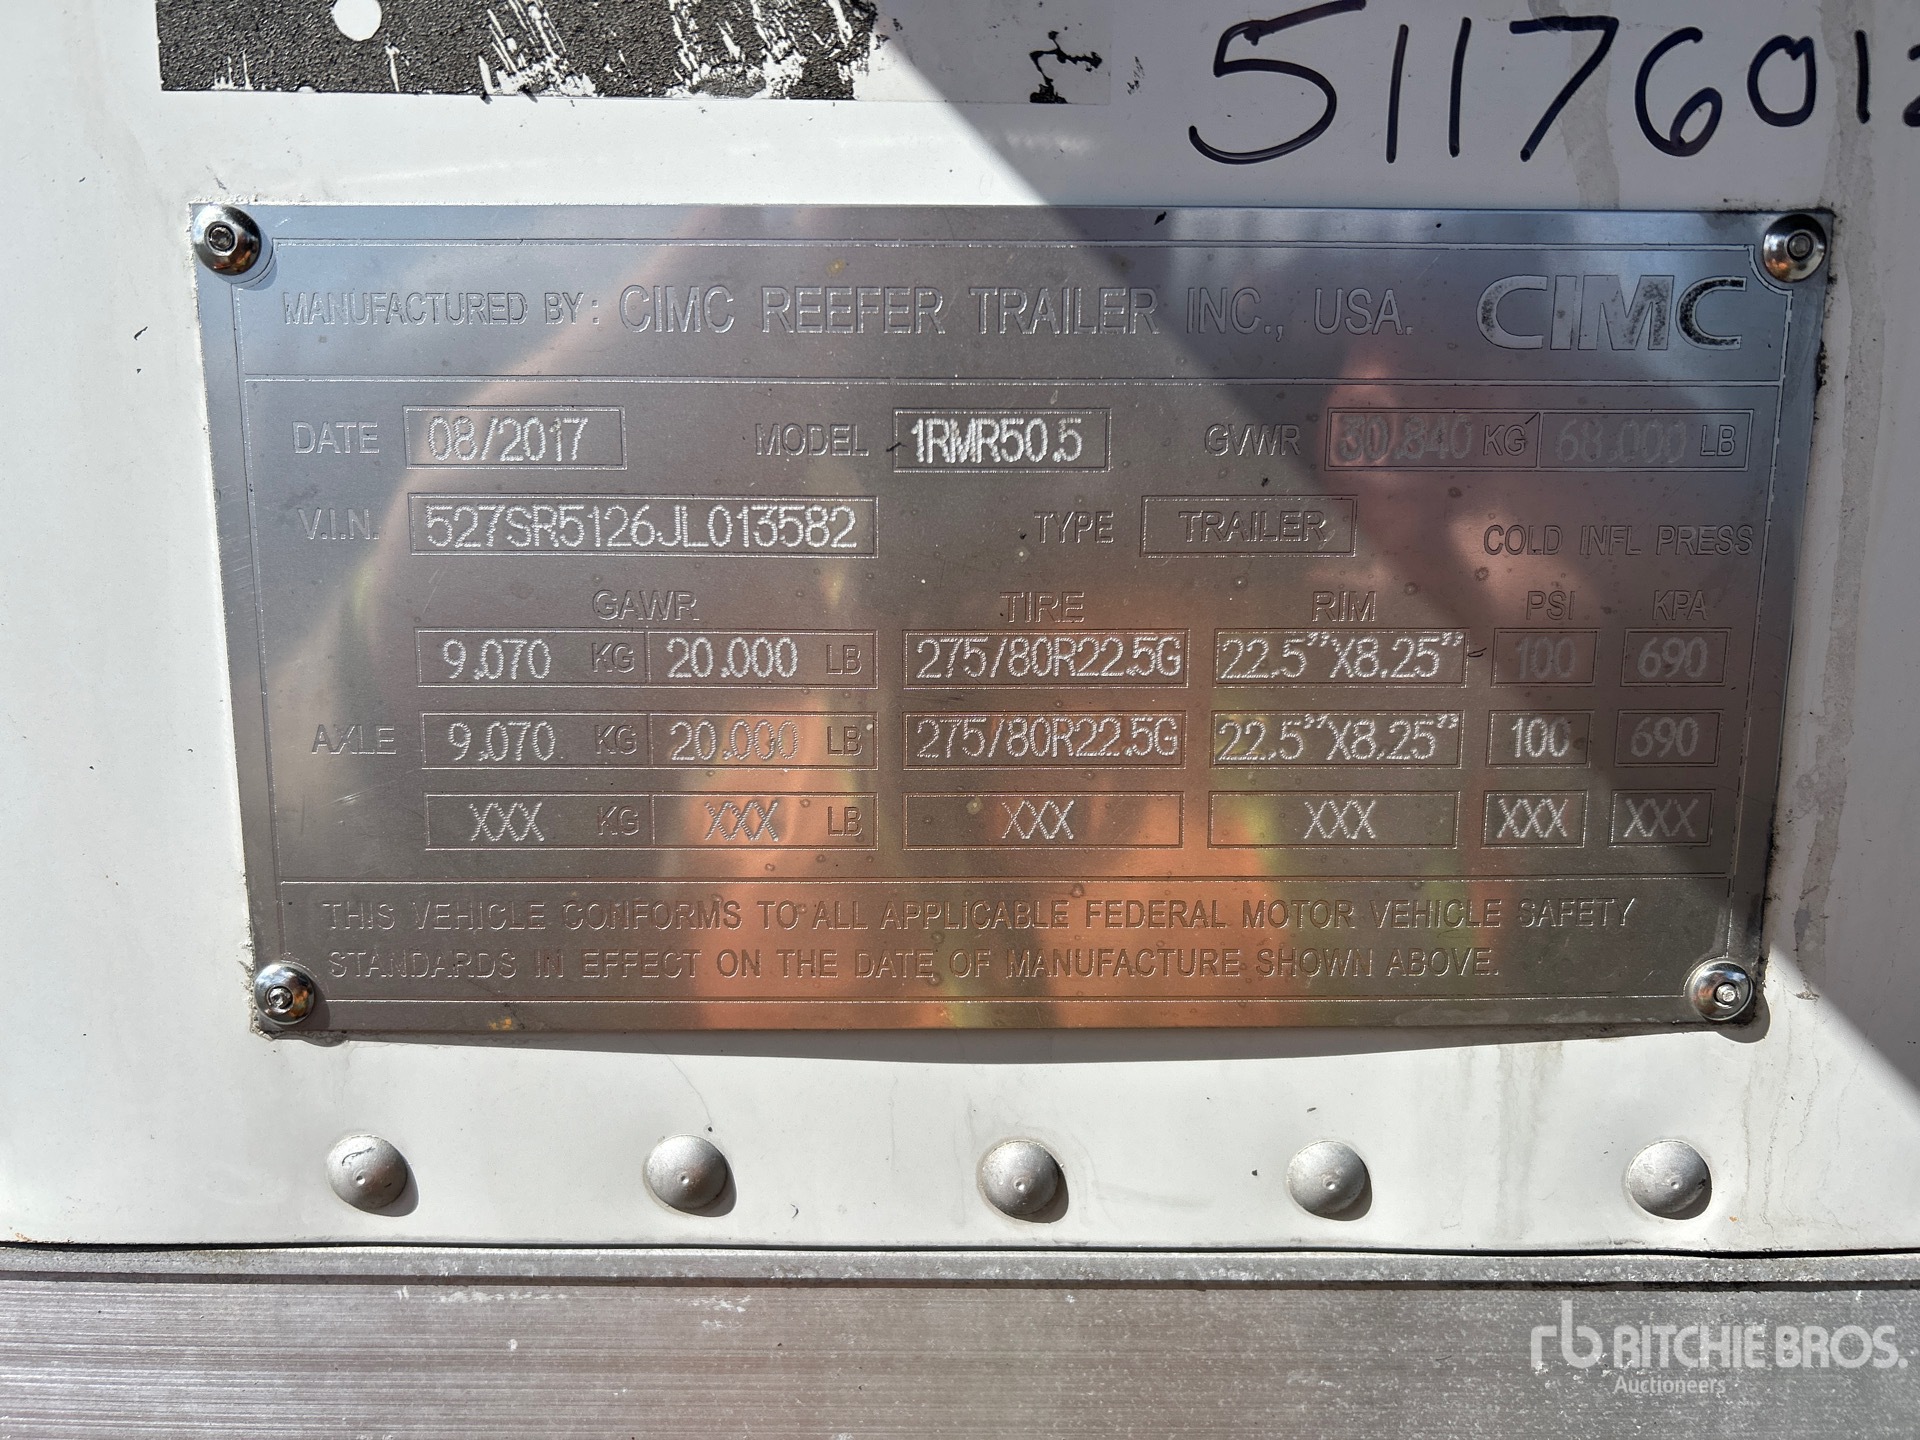 5117601
MANUFACTURED BY: CIMC REEFER TRAILER INC., USA. CIMC
DATE 08/2017 MODEL 1RMR50.5 GVWR 30.840 KG 68.000 LB
V.I.N. 527SR5126JL013582 TYPE TRAILER COLD INFL PRESS
GAWR TIRE RIM PSI KPA
9.070 KG 20.000 LB 275/80R22.5G 22.5”X8.25” 100 690
AXLE 9.070 KG 20.000 LB 275/80R22.5G 22.5”X8.25” 100 690
XXX KG XXX LB XXX XXX XXX XXX
THIS VEHICLE CONFORMS TO ALL APPLICABLE FEDERAL MOTOR VEHICLE SAFETY
STANDARDS IN EFFECT ON THE DATE OF MANUFACTURE SHOWN ABOVE.
rb RITCHIE BROS.
Auctioneers